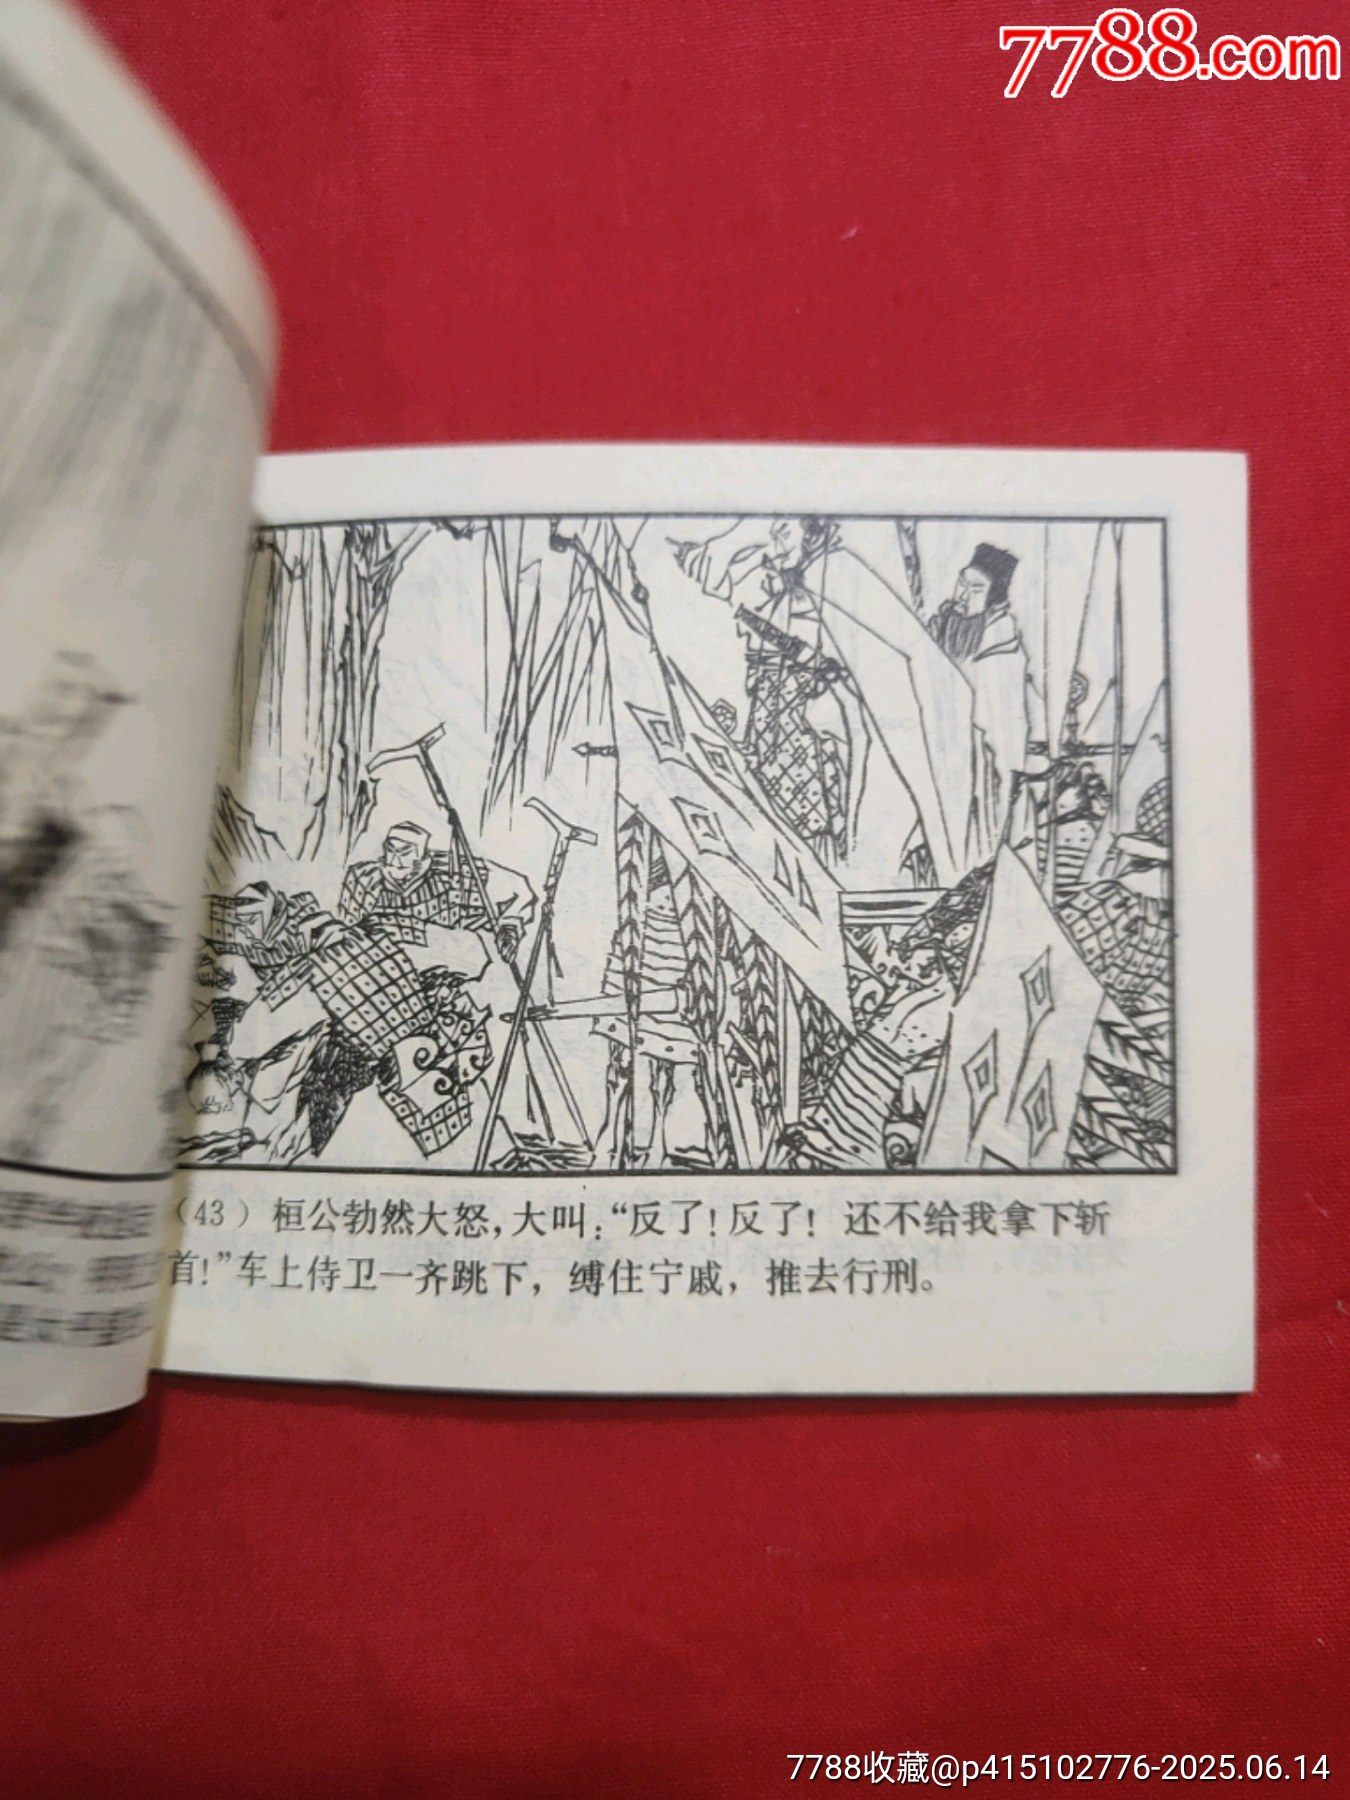 7788.com
（43）桓公勃然大怒，大叫：“反了！反了！还不给我拿下斩
首！”车上侍卫一齐跳下，缚住宁戚，推去行刑。
7788收藏@p415102776-2025.06.14